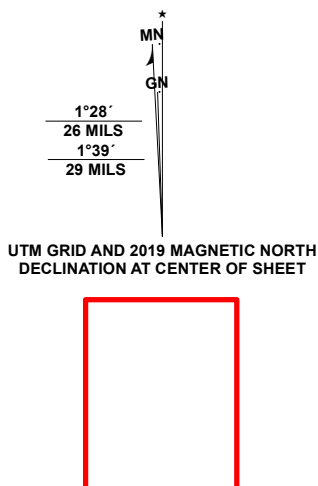 MN
GN
1°28´
26 MILS
1°39´
29 MILS
UTM GRID AND 2019 MAGNETIC NORTH
DECLINATION AT CENTER OF SHEET